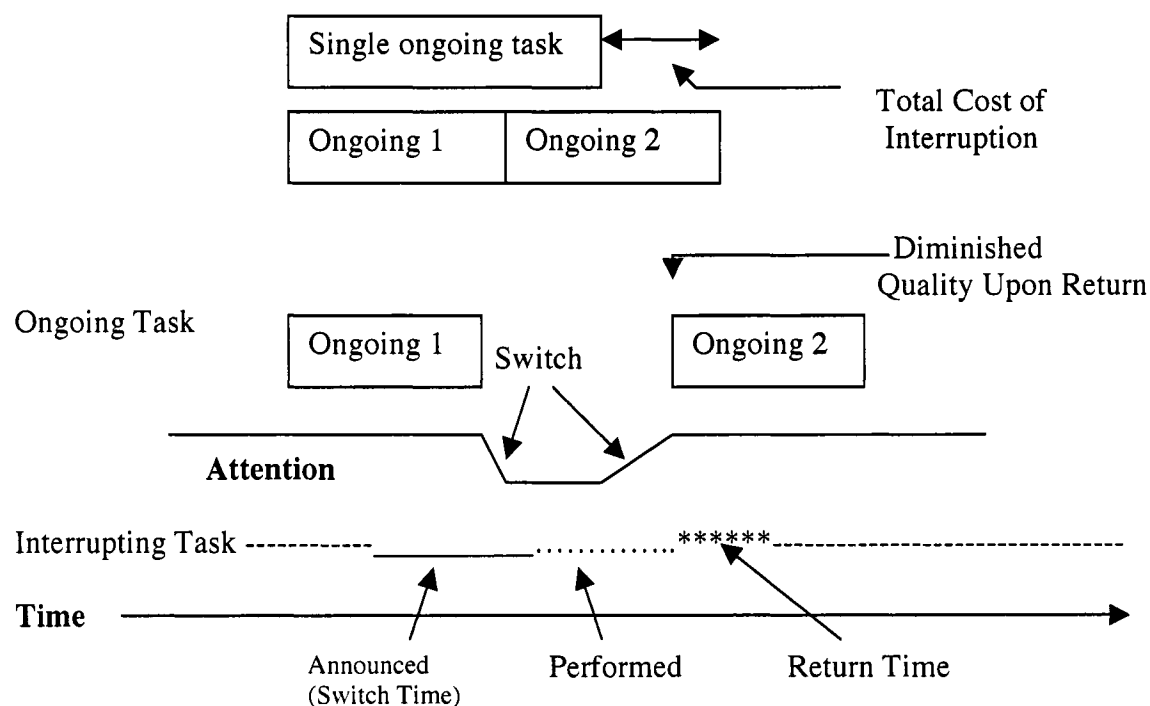 Single ongoing task
Total Cost of
Interruption
Ongoing 1
Ongoing 2
Diminished
Quality Upon Return
Ongoing Task
Ongoing 1
Switch
Ongoing 2
Attention
Interrupting Task
******
Time
Announced
(Switch Time)
Performed
Return Time